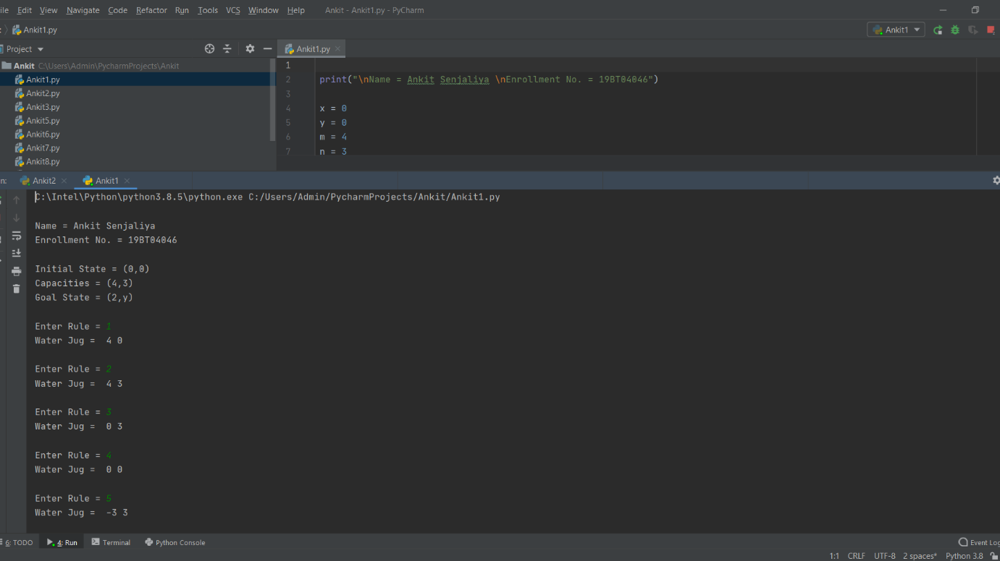 ile Edit View Navigate Code Refactor Run Tools VCS Window Help Ankit - Ankit1.py - PyCharm
Ankit1.py Ankit1
Project Ankit1.py
Ankit C:\Users\Admin\PycharmProjects\Ankit
Ankit1.py
Ankit2.py
Ankit3.py
Ankit5.py
Ankit6.py
Ankit7.py
Ankit8.py
1
2 print("\nName = Ankit Senjaliya \nEnrollment No. = 19BT04046")
3
4 x = 0
5 y = 0
6 m = 4
7 n = 3
n: Ankit2 Ankit1
C:\Intel\Python\python3.8.5\python.exe C:/Users/Admin/PycharmProjects/Ankit/Ankit1.py
Name = Ankit Senjaliya
Enrollment No. = 19BT04046
Initial State = (0,0)
Capacities = (4,3)
Goal State = (2,y)
Enter Rule = 1
Water Jug =  4 0
Enter Rule = 2
Water Jug =  4 3
Enter Rule = 3
Water Jug =  0 3
Enter Rule = 4
Water Jug =  0 0
Enter Rule = 5
Water Jug =  -3 3
6: TODO 4: Run Terminal Python Console Event Log
1:1 CRLF UTF-8 2 spaces* Python 3.8